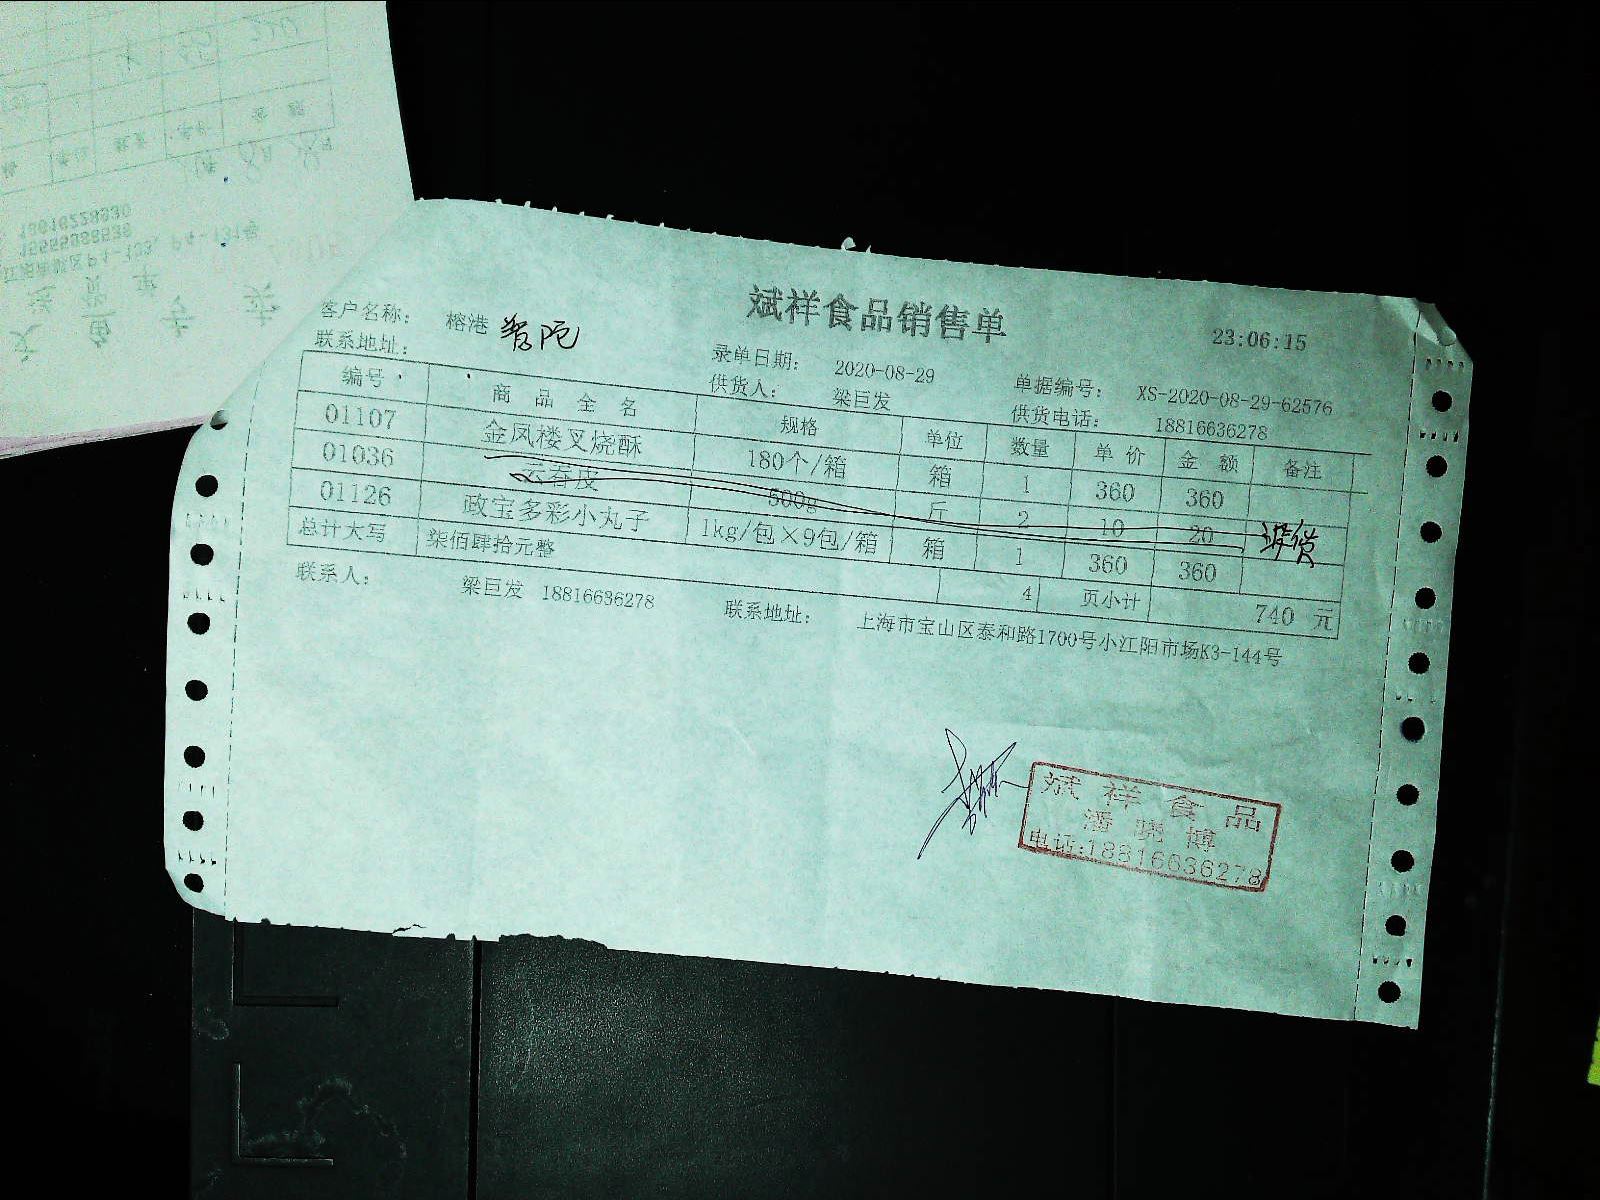 斌祥食品销售单
23:06:15
客户名称: 榕港 普陀
录单日期: 2020-08-29
单据编号: XS-2020-08-29-62576
联系地址:
供货人: 梁巨发
供货电话: 18816636278
编号 商 品 全 名 规格 单位 数量 单 价 金 额 备注
01107 金凤楼叉烧酥 180个/箱 箱 1 360 360
01036 云吞皮 500g 斤 2 10 20 退货
01126 政宝多彩小丸子 1kg/包×9包/箱 箱 1 360 360
总计大写 柒佰肆拾元整 4 页小计 740 元
联系人: 梁巨发 18816636278 联系地址: 上海市宝山区泰和路1700号小江阳市场K3-144号
斌祥食品
潘晓博
电话:18816636278